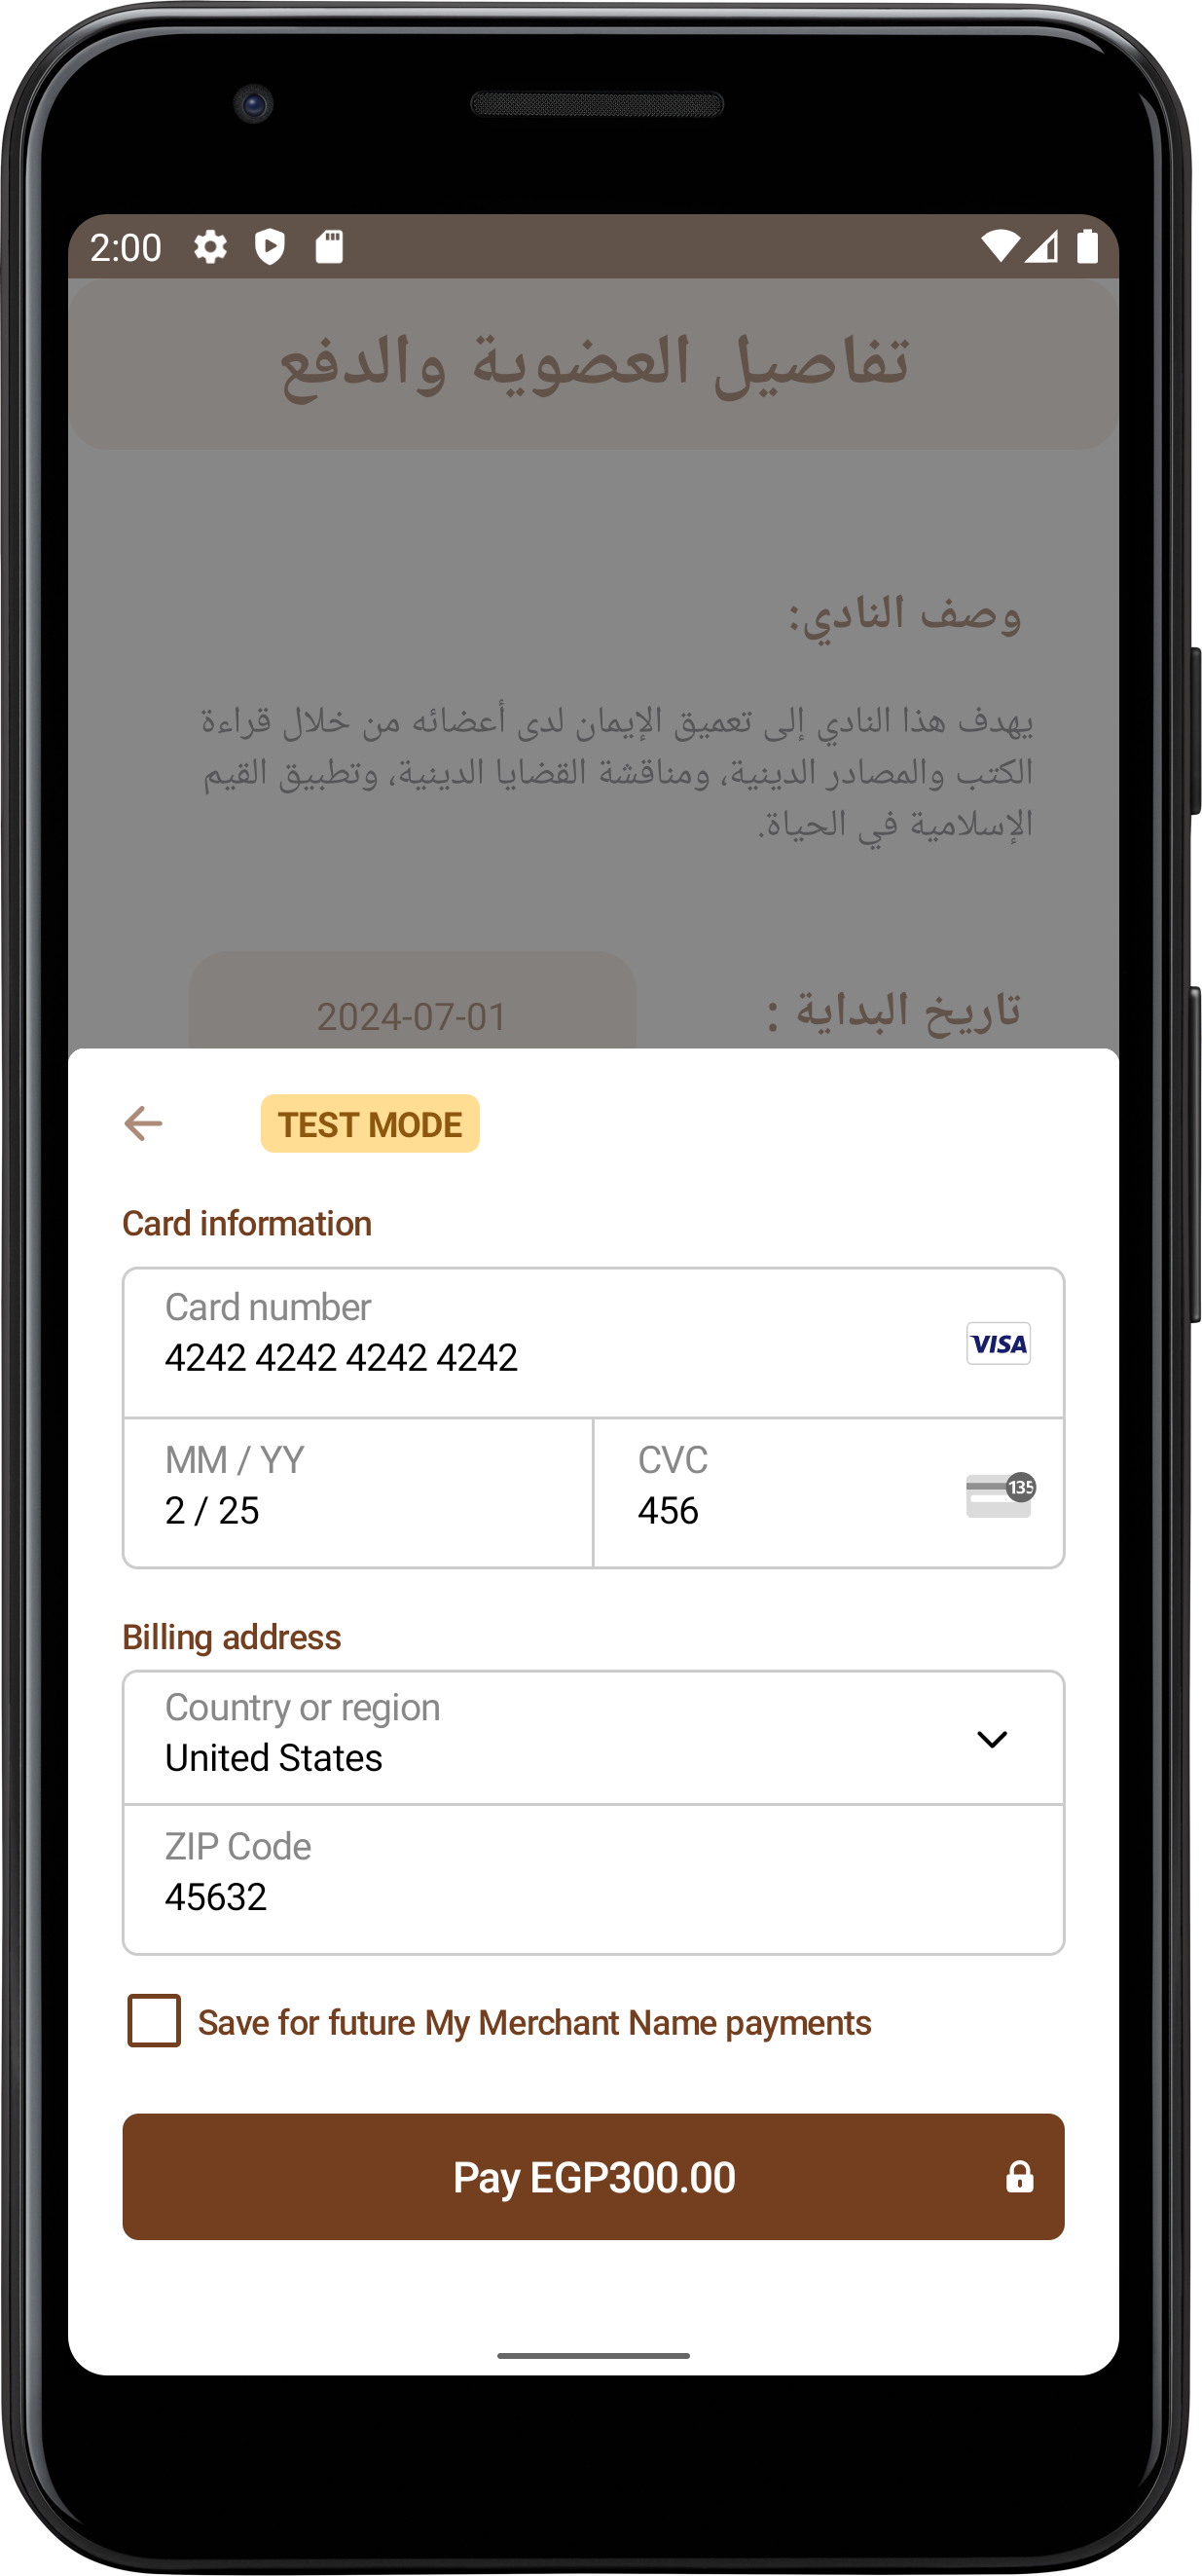 2:00
تفاصيل العضوية والدفع
وصف النادي:
يهدف هذا النادي إلى تعميق الإيمان لدى أعضائه من خلال قراءة
الكتب والمصادر الدينية، ومناقشة القضايا الدينية، وتطبيق القيم
الإسلامية في الحياة.
تاريخ البداية : 2024-07-01
TEST MODE
Card information
Card number
4242 4242 4242 4242 VISA
MM / YY CVC
2 / 25 456 135
Billing address
Country or region
United States
ZIP Code
45632
Save for future My Merchant Name payments
Pay EGP300.00